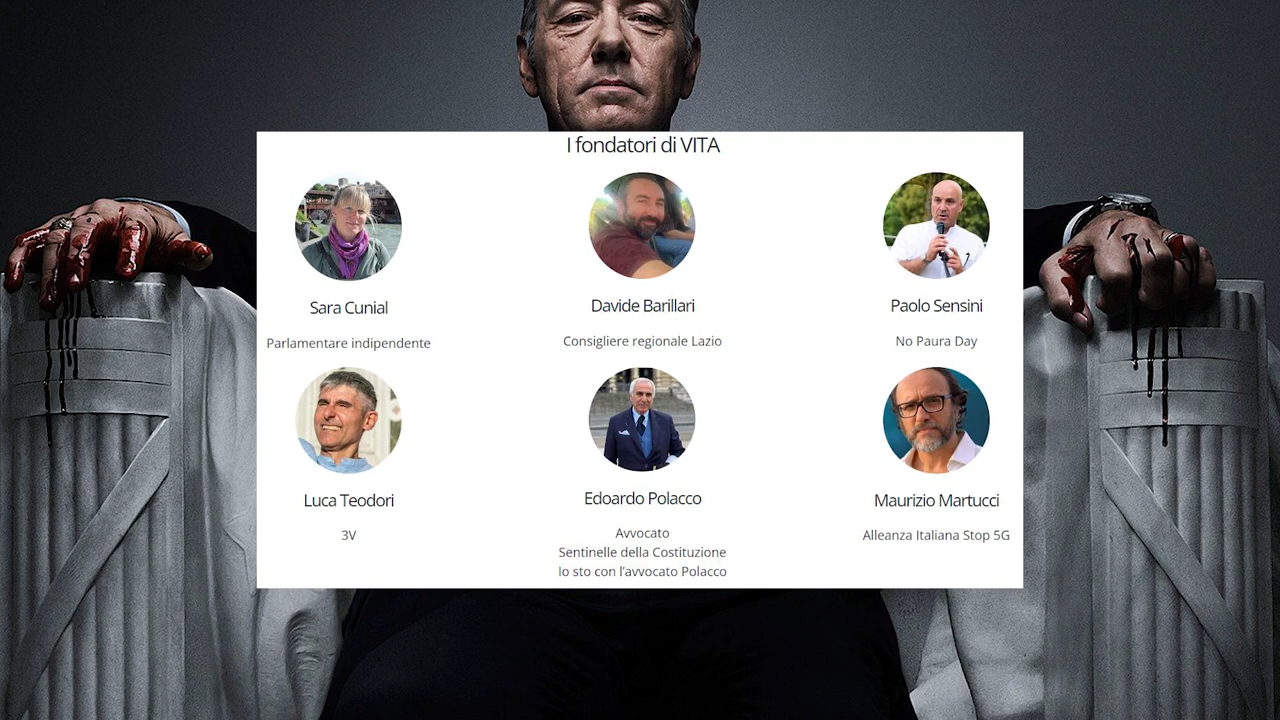 I fondatori di VITA
Sara Cunial
Davide Barillari
Paolo Sensini
Parlamentare indipendente
Consigliere regionale Lazio
No Paura Day
Luca Teodori
Edoardo Polacco
Maurizio Martucci
3V
Avvocato
Sentinelle della Costituzione
Io sto con l'avvocato Polacco
Alleanza Italiana Stop 5G